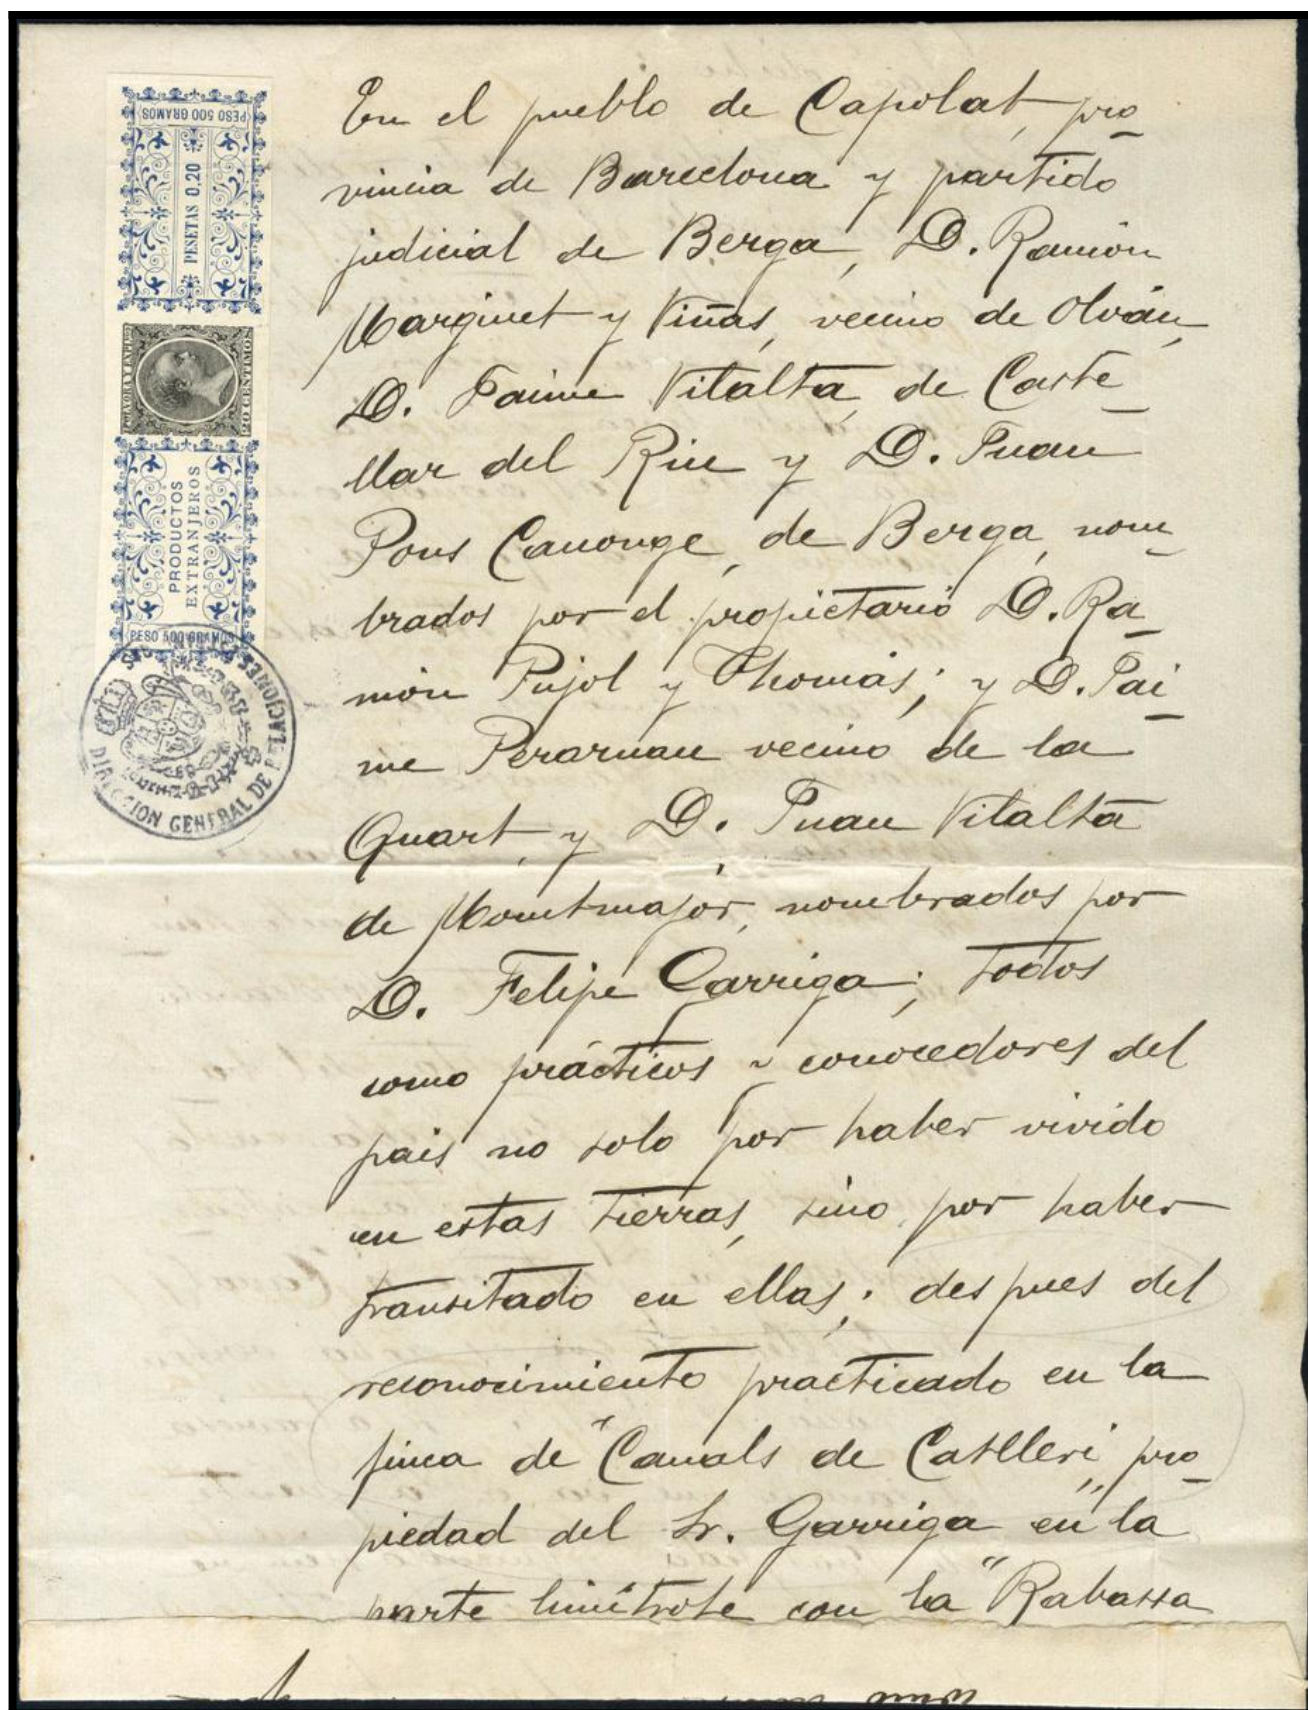 PESO 500 GRAMOS
PESETAS 0.20
20 CENTIMOS
PRODUCTOS
EXTRANJEROS
PESO 500 GRAMOS
DIRECCION GENERAL DE
En el pueblo de Capolat, pro
vincia de Barcelona y partido
judicial de Berga, D. Ramón
Marginet y Viñas, vecino de Olván,
D. Jaime Vilalta, de Caste
llar del Riu y D. Juan
Pons Canonge, de Berga, nom
brados por el propietario D. Ra
món Pujol y Thomás; y D. Jai
me Perarnau vecino de la
Quart, y D. Juan Vilalta
de Montmajor, nombrados por
D. Felipe Garriga; todos
como prácticos y conocedores del
pais no solo por haber vivido
en estas tierras, sino por haber
transitado en ellas; despues del
reconocimiento practicado en la
finca de "Canals de Catlleri", pro
piedad del Sr. Garriga en la
parte limítrofe con la "Rabassa